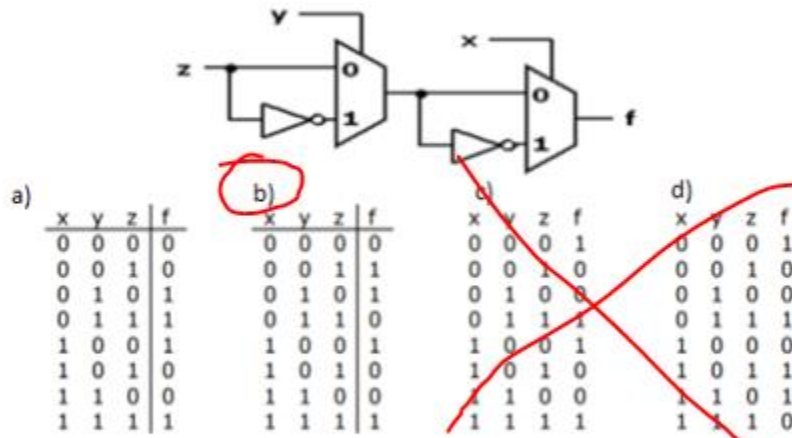 y
x
z
0
1
0
1
f
a) b) c) d)
x y z f x y z f x y z f x y z f
0 0 0 0 0 0 0 0 0 0 0 1 0 0 0 1
0 0 1 0 0 0 1 1 0 0 1 0 0 0 1 0
0 1 0 1 0 1 0 1 0 1 0 0 0 1 0 0
0 1 1 1 0 1 1 0 0 1 1 1 0 1 1 1
1 0 0 1 1 0 0 1 1 0 0 1 1 0 0 0
1 0 1 0 1 0 1 0 1 0 1 0 1 0 1 1
1 1 0 0 1 1 0 0 1 1 0 1 1 1 0 1
1 1 1 1 1 1 1 1 1 1 1 1 1 1 1 0